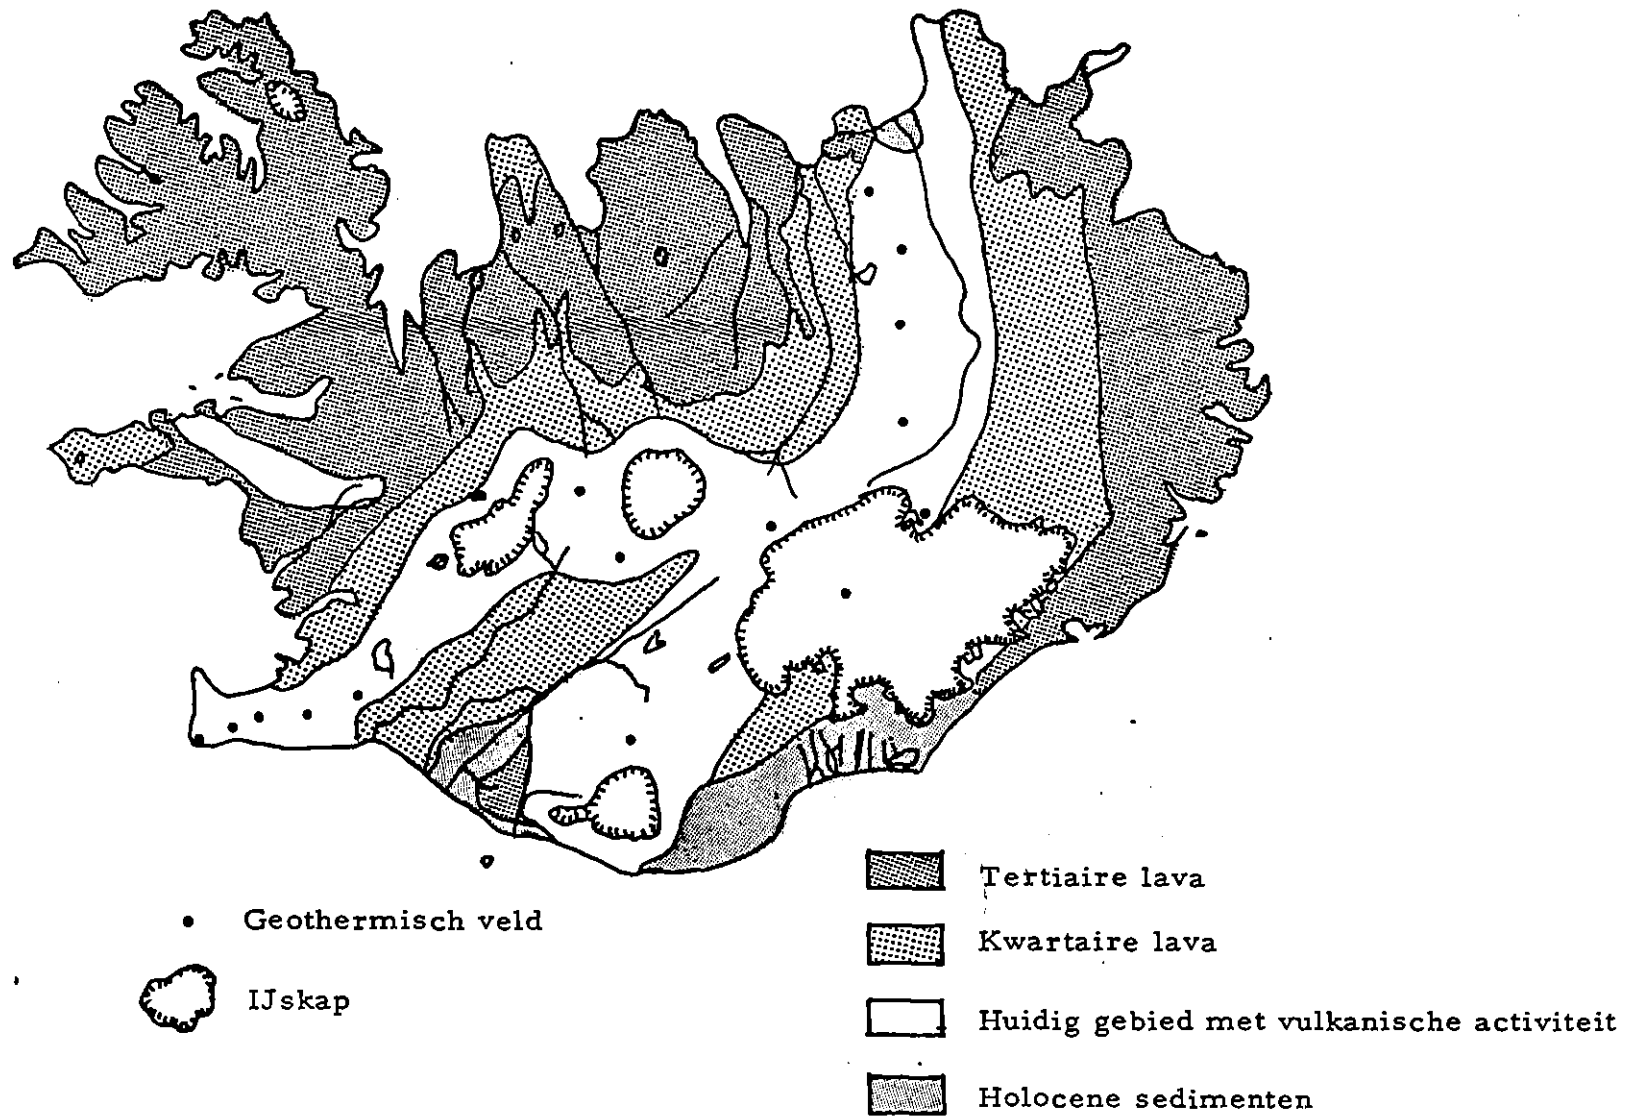 Geothermisch veld
IJskap
Tertiaire lava
Kwartaire lava
Huidig gebied met vulkanische activiteit
Holocene sedimenten